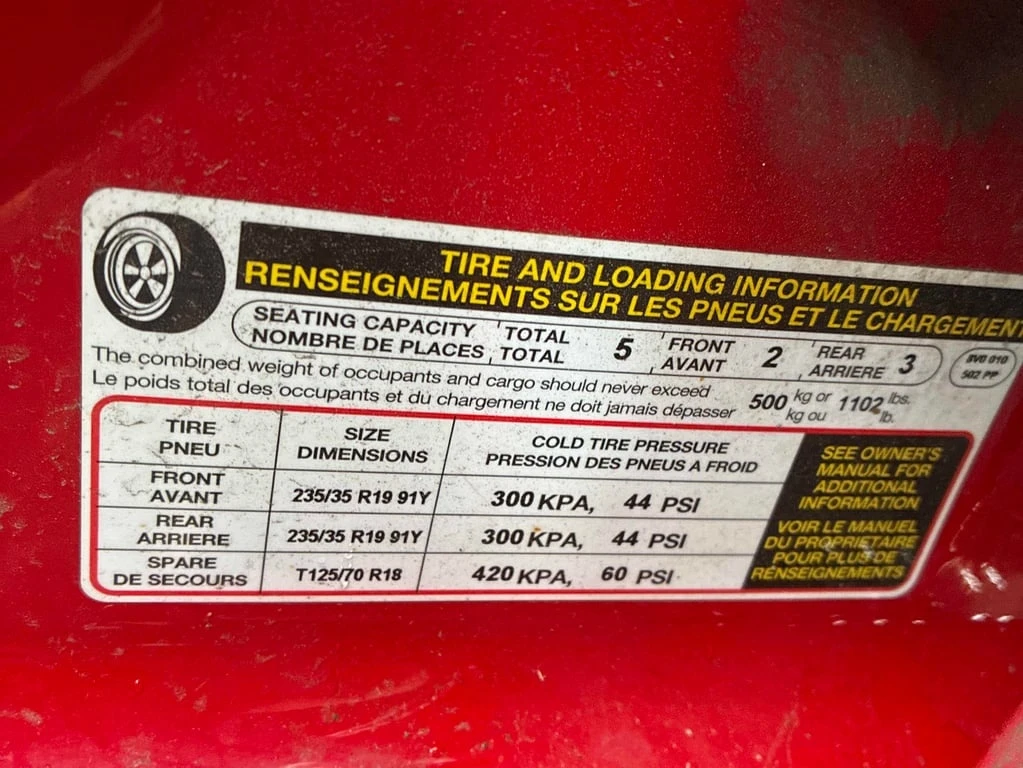 TIRE AND LOADING INFORMATION
RENSEIGNEMENTS SUR LES PNEUS ET LE CHARGEMENT
SEATING CAPACITY TOTAL 5 FRONT 2 REAR 3
NOMBRE DE PLACES TOTAL AVANT ARRIERE
502 PP
The combined weight of occupants and cargo should never exceed 500 kg or 1102 lbs.
Le poids total des occupants et du chargement ne doit jamais dépasser kg ou lb.
TIRE SIZE COLD TIRE PRESSURE
PNEU DIMENSIONS PRESSION DES PNEUS A FROID
FRONT
AVANT 235/35 R19 91Y 300 KPA, 44 PSI
REAR
ARRIERE 235/35 R19 91Y 300 KPA, 44 PSI
SPARE
DE SECOURS T125/70 R18 420 KPA, 60 PSI
SEE OWNER'S
MANUAL FOR
ADDITIONAL
INFORMATION
VOIR LE MANUEL
DU PROPRIETAIRE
POUR PLUS DE
RENSEIGNEMENTS